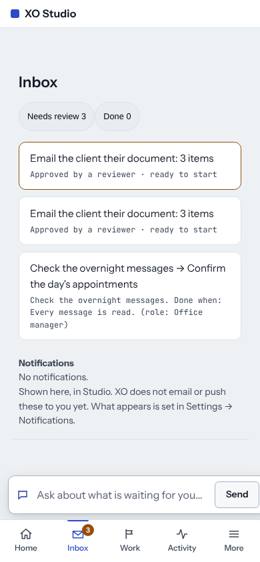 XO Studio
Inbox
Needs review 3
Done 0
Email the client their document: 3 items
Approved by a reviewer · ready to start
Email the client their document: 3 items
Approved by a reviewer · ready to start
Check the overnight messages → Confirm
the day's appointments
Check the overnight messages. Done when:
Every message is read. (role: Office
manager)
Notifications
No notifications.
Shown here, in Studio. XO does not email or push
these to you yet. What appears is set in Settings →
Notifications.
Ask about what is waiting for you...
Send
3
Home
Inbox
Work
Activity
More